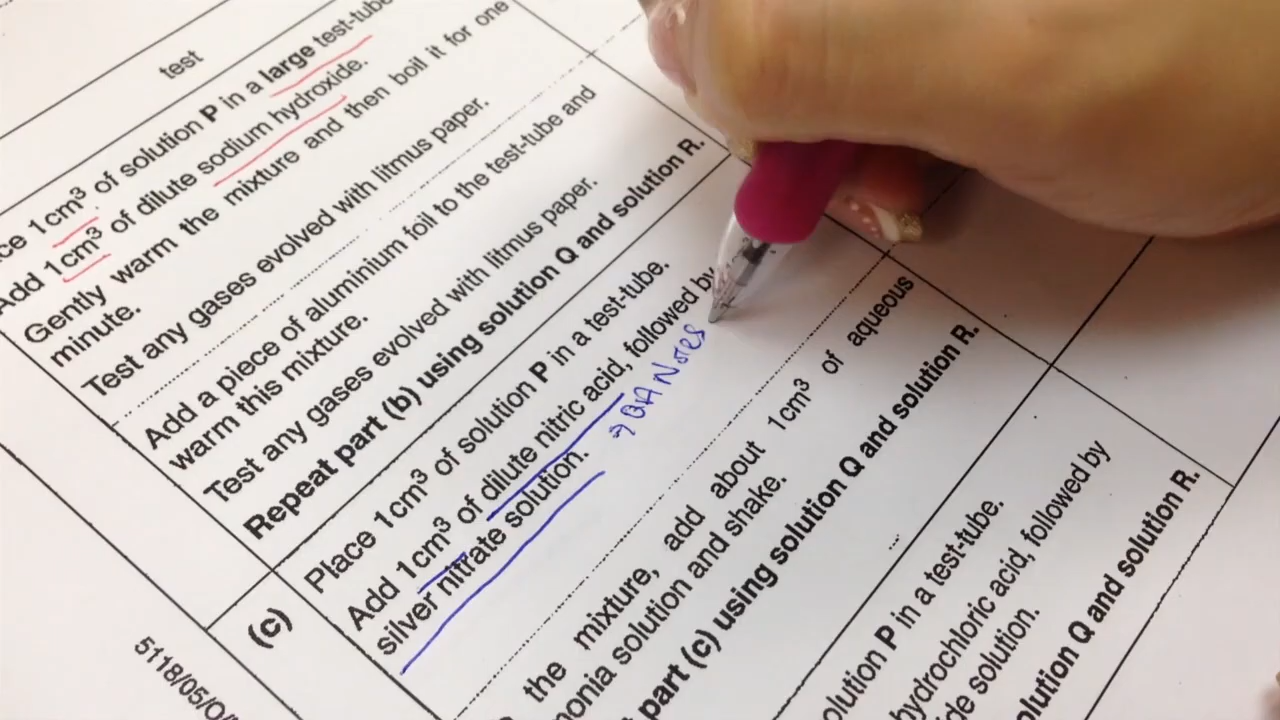 test
ce 1cm³ of solution P in a large test-tube
Add 1cm³ of dilute sodium hydroxide.
Gently warm the mixture and then boil it for one
minute.
Test any gases evolved with litmus paper.
Add a piece of aluminium foil to the test-tube and
warm this mixture.
Test any gases evolved with litmus paper.
Repeat part (b) using solution Q and solution R.
(c)
Place 1cm³ of solution P in a test-tube.
Add 1cm³ of dilute nitric acid, followed by
silver nitrate solution.
⇒ QA Notes
the mixture, add about 1cm³ of aqueous
onia solution and shake.
part (c) using solution Q and solution R.
olution P in a test-tube.
hydrochloric acid, followed by
de solution.
olution Q and solution R.
5118/05/O/